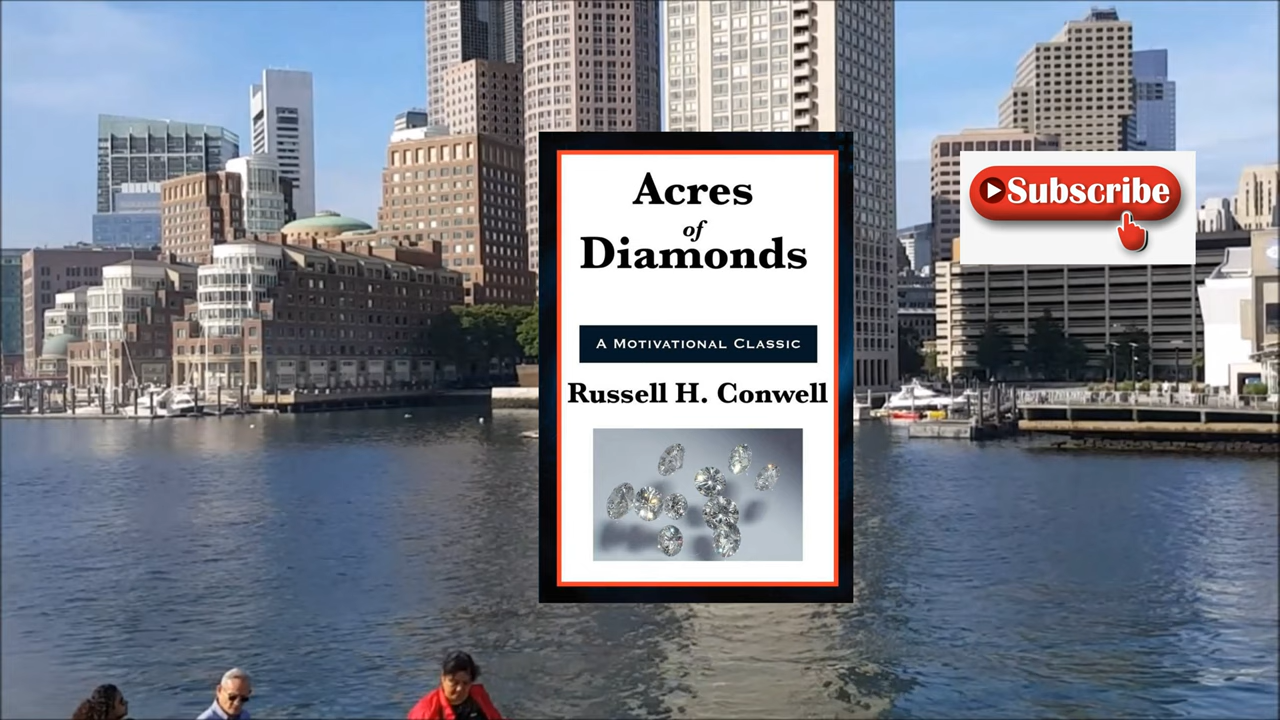 Acres
of
Diamonds
A MOTIVATIONAL CLASSIC
Russell H. Conwell
Subscribe